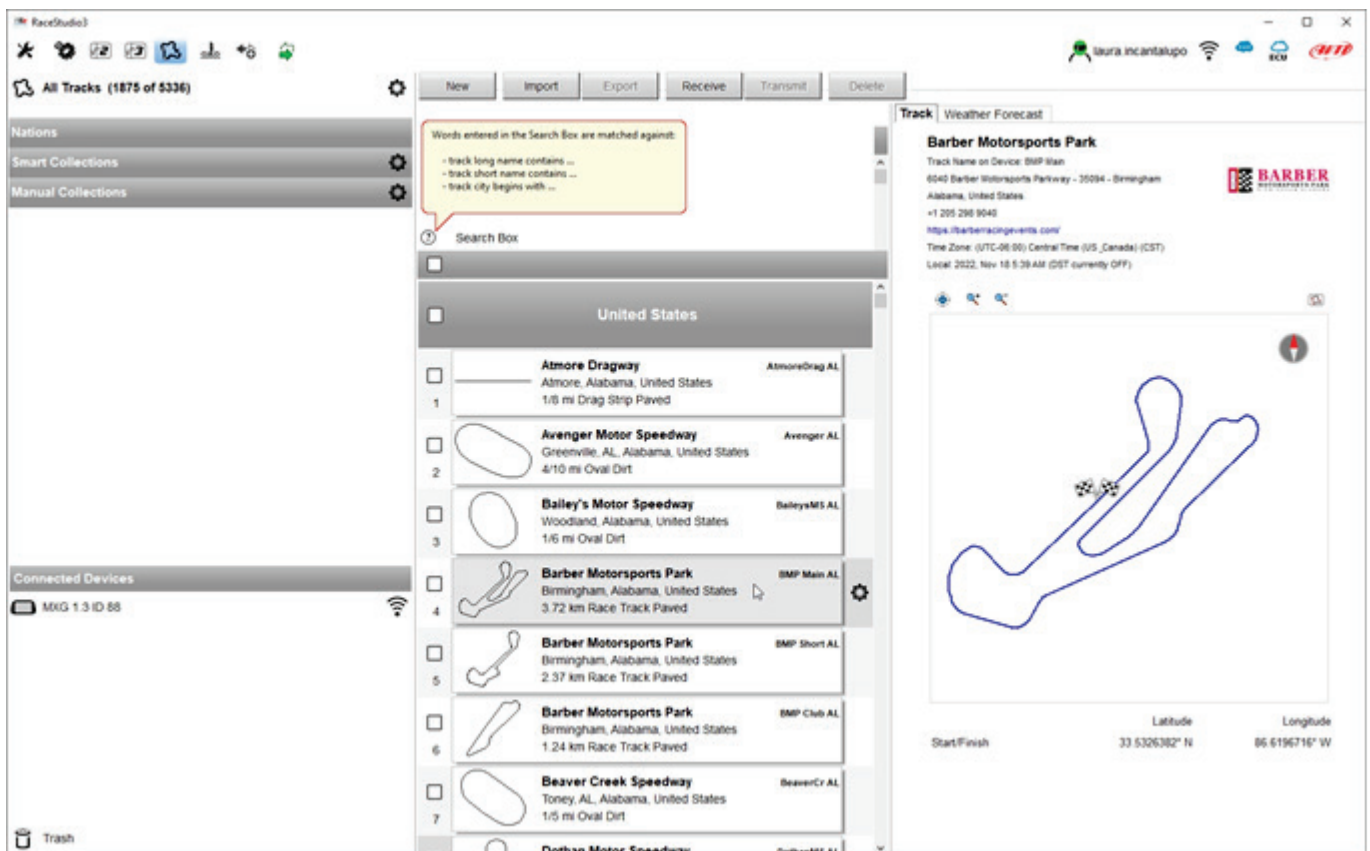 RaceStudio3
laura.incantalupo
ECU
All Tracks (1875 of 5336)
Nations
Smart Collections
Manual Collections
Connected Devices
MXG 1.3 ID 88
Trash
New Import Export Receive Transmit Delete
Words entered in the Search Box are matched against:
- track long name contains ...
- track short name contains ...
- track city begins with ...
? Search Box
United States
Atmore Dragway AtmoreDrag AL
Atmore, Alabama, United States
1 1/8 mi Drag Strip Paved
Avenger Motor Speedway Avenger AL
Greenville, AL, Alabama, United States
2 4/10 mi Oval Dirt
Bailey's Motor Speedway BaileysMS AL
Woodland, Alabama, United States
3 1/6 mi Oval Dirt
Barber Motorsports Park BMP Main AL
Birmingham, Alabama, United States
4 3.72 km Race Track Paved
Barber Motorsports Park BMP Short AL
Birmingham, Alabama, United States
5 2.37 km Race Track Paved
Barber Motorsports Park BMP Club AL
Birmingham, Alabama, United States
6 1.24 km Race Track Paved
Beaver Creek Speedway BeaverCr AL
Toney, AL, Alabama, United States
7 1/5 mi Oval Dirt
Dothan Motor Speedway DothanMS AL
Track Weather Forecast
Barber Motorsports Park
Track Name on Device: BMP Main
6040 Barber Motorsports Parkway - 35094 - Birmingham
Alabama, United States
+1 205 298 9040
https://barberracingevents.com/
Time Zone: (UTC-06:00) Central Time (US_Canada) (CST)
Local: 2022, Nov 18 5:39 AM (DST currently OFF)
BARBER
MOTORSPORTS PARK
Latitude Longitude
Start/Finish 33.5326382° N 86.6196716° W